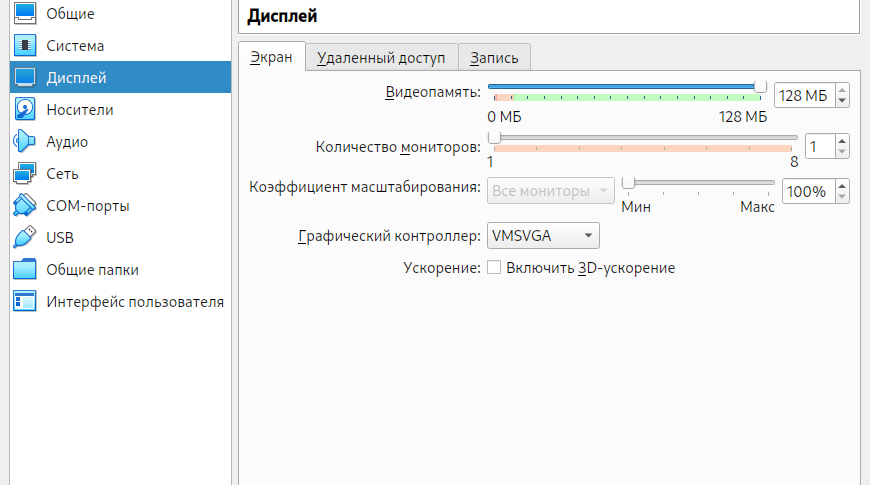 Общие
Система
Дисплей
Носители
Аудио
Сеть
COM-порты
USB
Общие папки
Интерфейс пользователя
Дисплей
Экран Удаленный доступ Запись
Видеопамять: 128 МБ
0 МБ 128 МБ
Количество мониторов: 1
1 8
Коэффициент масштабирования: Все мониторы 100%
Мин Макс
Графический контроллер: VMSVGA
Ускорение: Включить 3D-ускорение